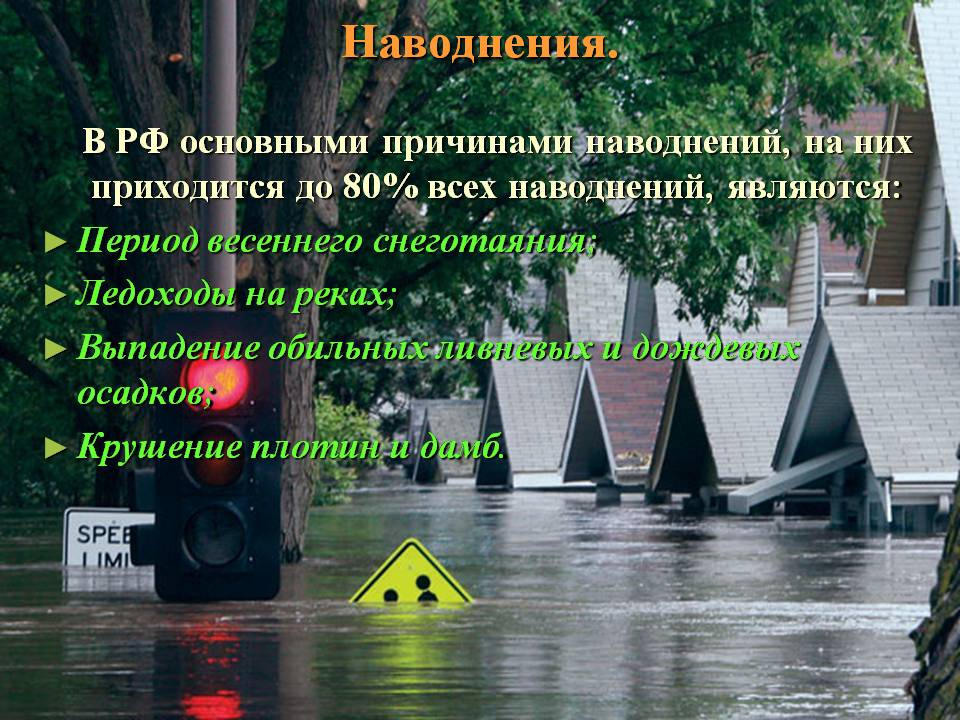 Наводнения.
В РФ основными причинами наводнений, на них
приходится до 80% всех наводнений, являются:
► Период весеннего снеготаяния;
► Ледоходы на реках;
► Выпадение обильных ливневых и дождевых
осадков;
► Крушение плотин и дамб.
SPEE
LIMI